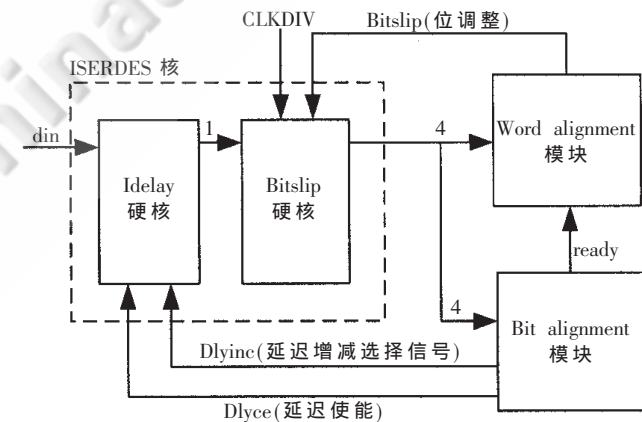 CLKDIV
Bitslip(位调整)
ISERDES 核
din
Idelay
硬核
1
Bitslip
硬核
4
Word alignment
模块
ready
4
Bit alignment
模块
Dlyinc(延迟增减选择信号)
Dlyce(延迟使能)